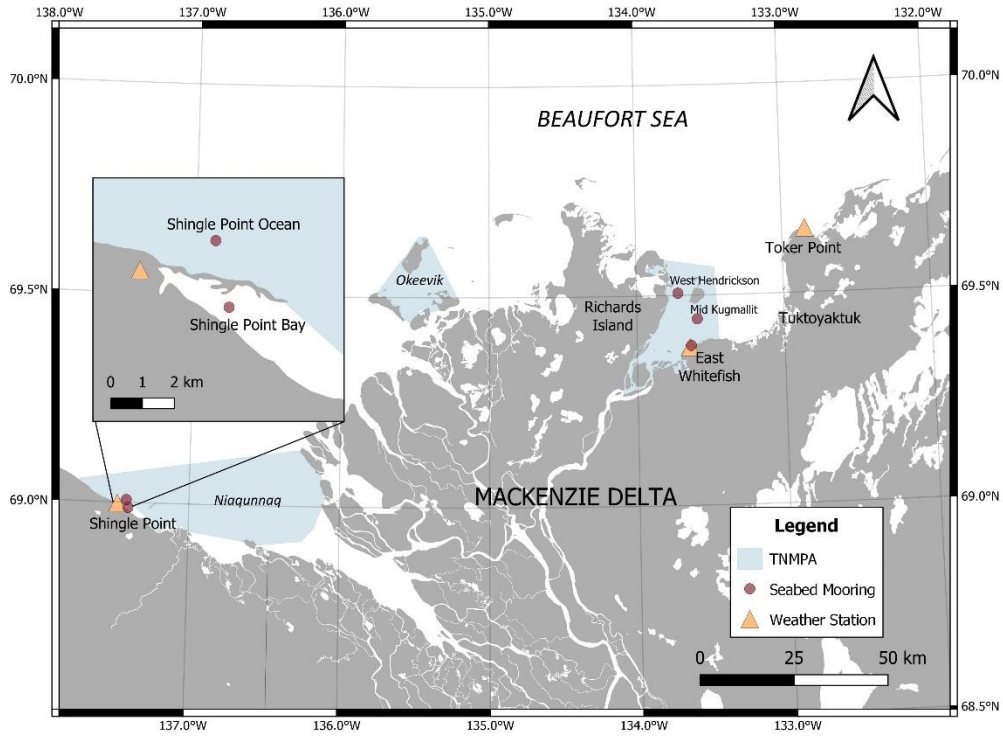 138.0°W
137.0°W
136.0°W
135.0°W
134.0°W
133.0°W
132.0°W
70.0°N
70.0°N
BEAUFORT SEA
Shingle Point Ocean
Shingle Point Bay
0 1 2 km
Okeevik
Toker Point
West Hendrickson
69.5°N
69.5°N
Richards
Island
Mid Kugmallit
Tuktoyaktuk
East
Whitefish
69.0°N
69.0°N
Niaqunnaq
MACKENZIE DELTA
Shingle Point
Legend
TNMPA
Seabed Mooring
Weather Station
0 25 50 km
68.5°N
137.0°W
136.0°W
135.0°W
134.0°W
133.0°W